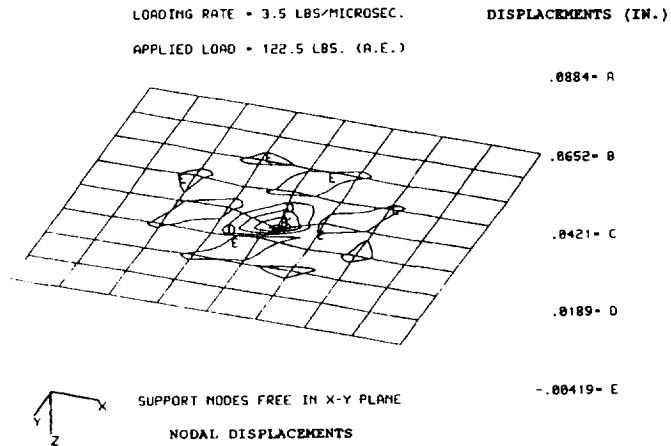 LOADING RATE = 3.5 LBS/MICROSEC.
DISPLACEMENTS (IN.)
APPLIED LOAD = 122.5 LBS. (A.E.)
.0884= A
.0652= B
.0421= C
.0189= D
-.00419= E
E
E
E
E
E
D
X
Y
Z
SUPPORT NODES FREE IN X-Y PLANE
NODAL DISPLACEMENTS